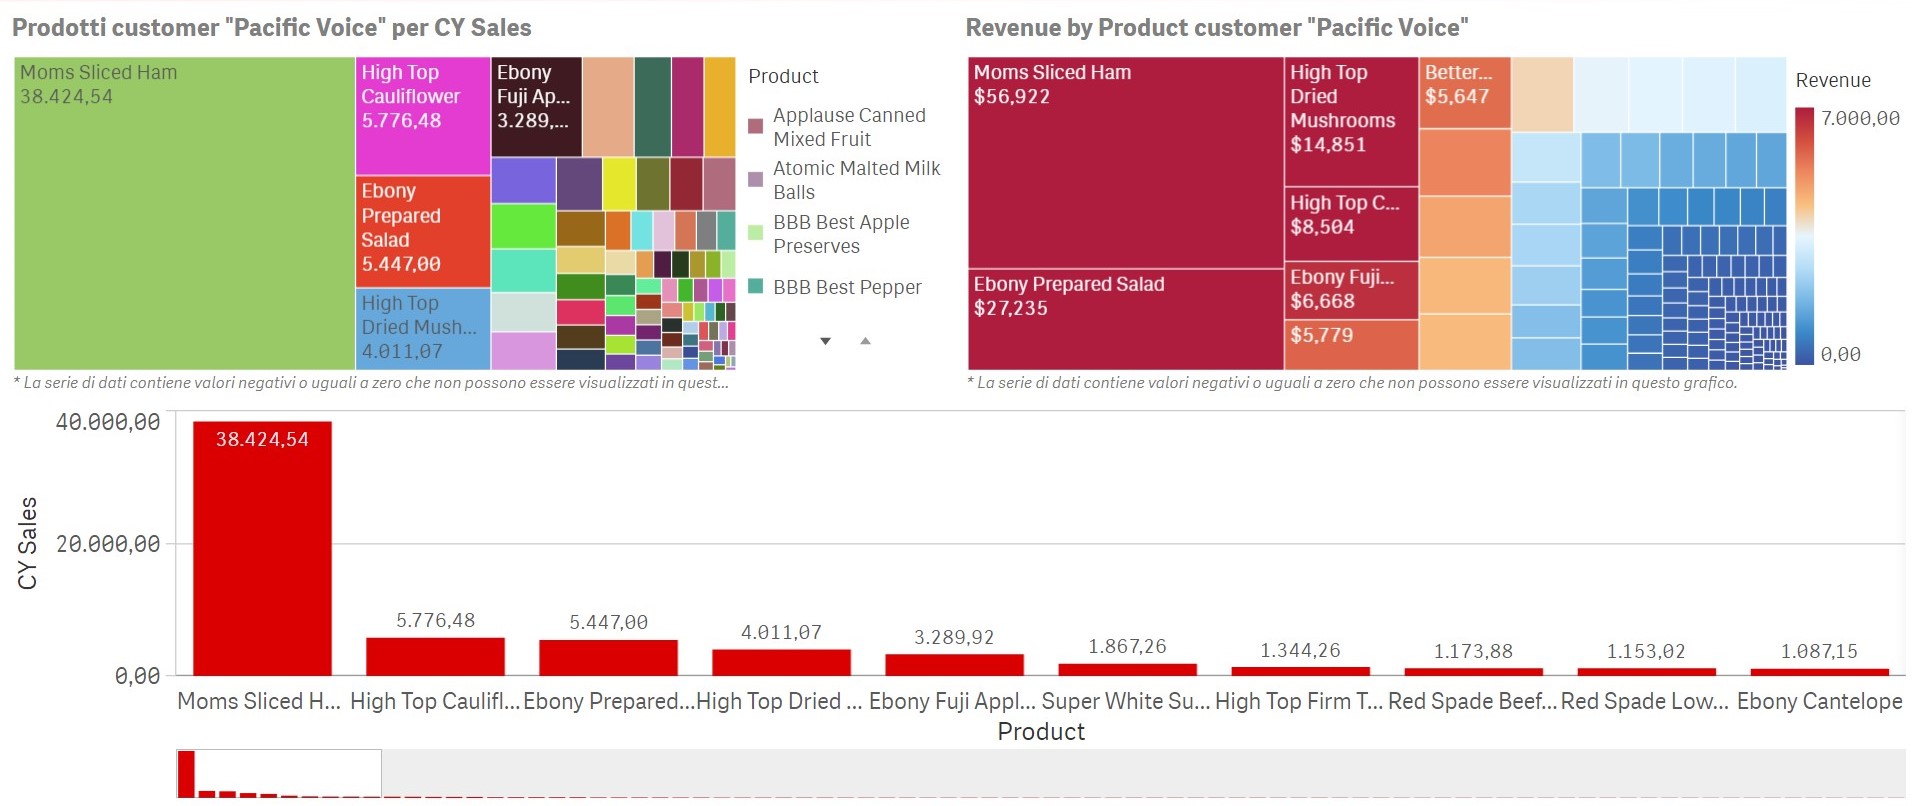 Prodotti customer "Pacific Voice" per CY Sales
Moms Sliced Ham
38.424,54
High Top
Cauliflower
5.776,48
Ebony
Prepared
Salad
5.447,00
High Top
Dried Mush...
4.011,07
Ebony
Fuji Ap...
3.289,...
Product
Applause Canned
Mixed Fruit
Atomic Malted Milk
Balls
BBB Best Apple
Preserves
BBB Best Pepper
* La serie di dati contiene valori negativi o uguali a zero che non possono essere visualizzati in quest...
Revenue by Product customer "Pacific Voice"
Moms Sliced Ham
$56,922
Ebony Prepared Salad
$27,235
High Top
Dried
Mushrooms
$14,851
High Top C...
$8,504
Ebony Fuji...
$6,668
$5,779
Better...
$5,647
Revenue
7.000,00
0,00
* La serie di dati contiene valori negativi o uguali a zero che non possono essere visualizzati in questo grafico.
CY Sales
40.000,00
20.000,00
0,00
38.424,54
5.776,48
5.447,00
4.011,07
3.289,92
1.867,26
1.344,26
1.173,88
1.153,02
1.087,15
Moms Sliced H...
High Top Caulifl...
Ebony Prepared...
High Top Dried ...
Ebony Fuji Appl...
Super White Su...
High Top Firm T...
Red Spade Beef...
Red Spade Low...
Ebony Cantelope
Product